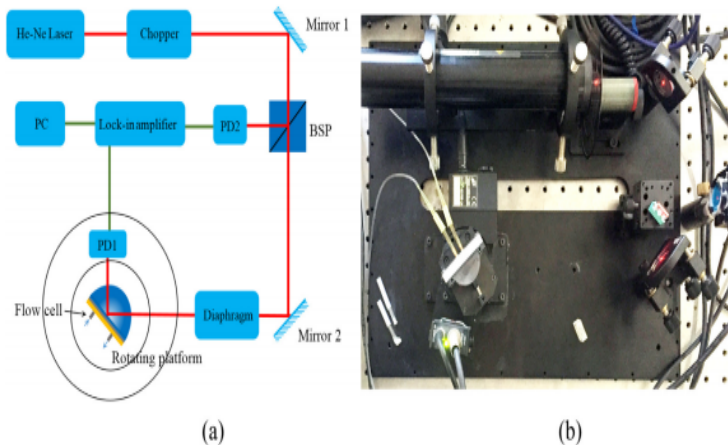 He-Ne Laser
Chopper
Mirror 1
PC
Lock-in amplifier
PD2
BSP
PD1
Flow cell
Diaphragm
Rotating platform
Mirror 2
(a)
(b)